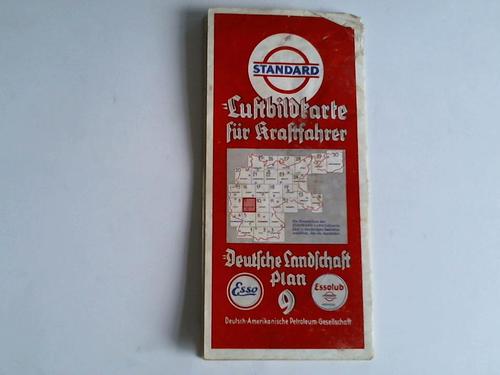 STANDARD
Luftbildkarte
für Kraftfahrer
Deutsche Landschaft
Plan
9
Esso
Essolub
Deutsch-Amerikanische Petroleum-Gesellschaft